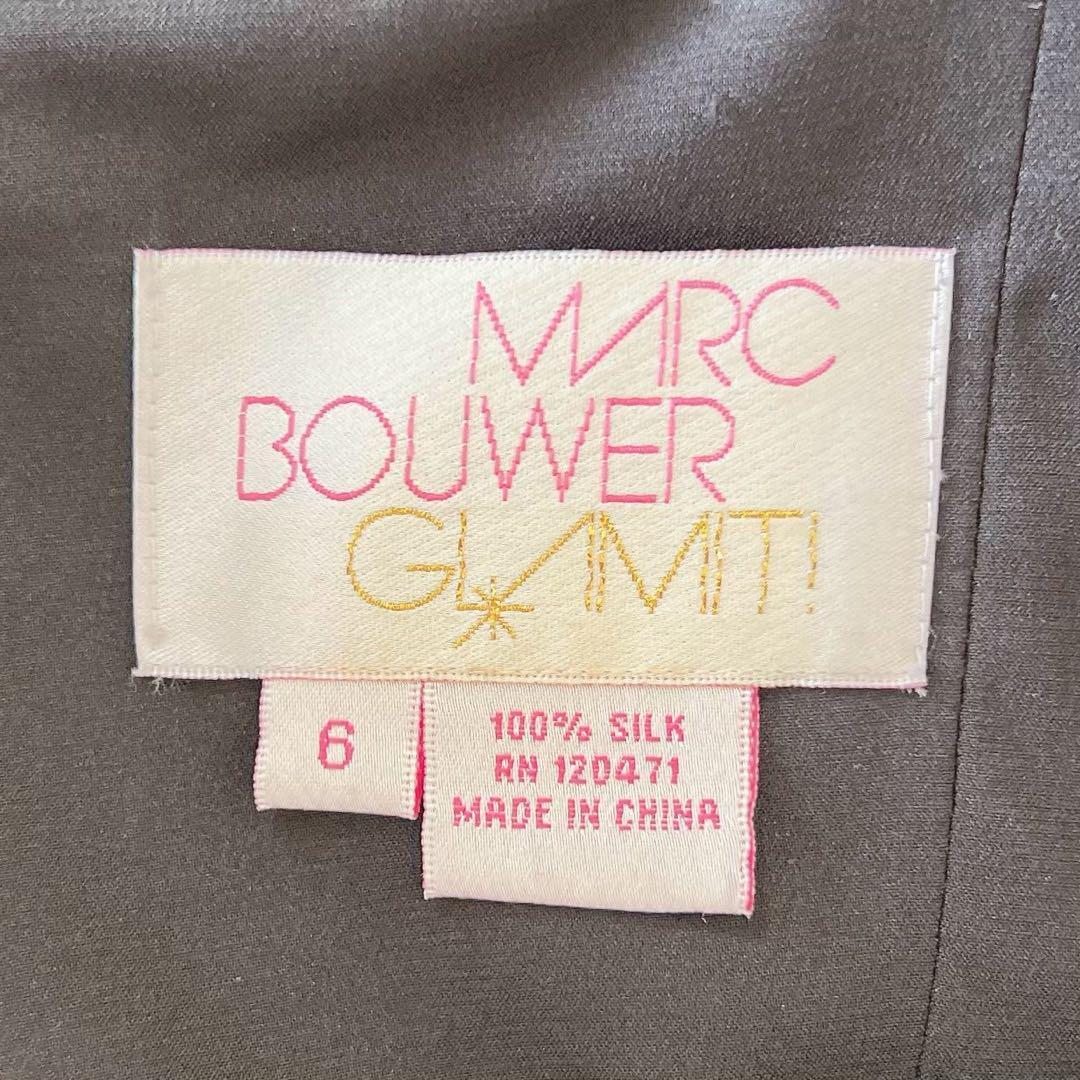 MARC
BOUWER
GLAMIT!
6
100% SILK
RN 120471
MADE IN CHINA